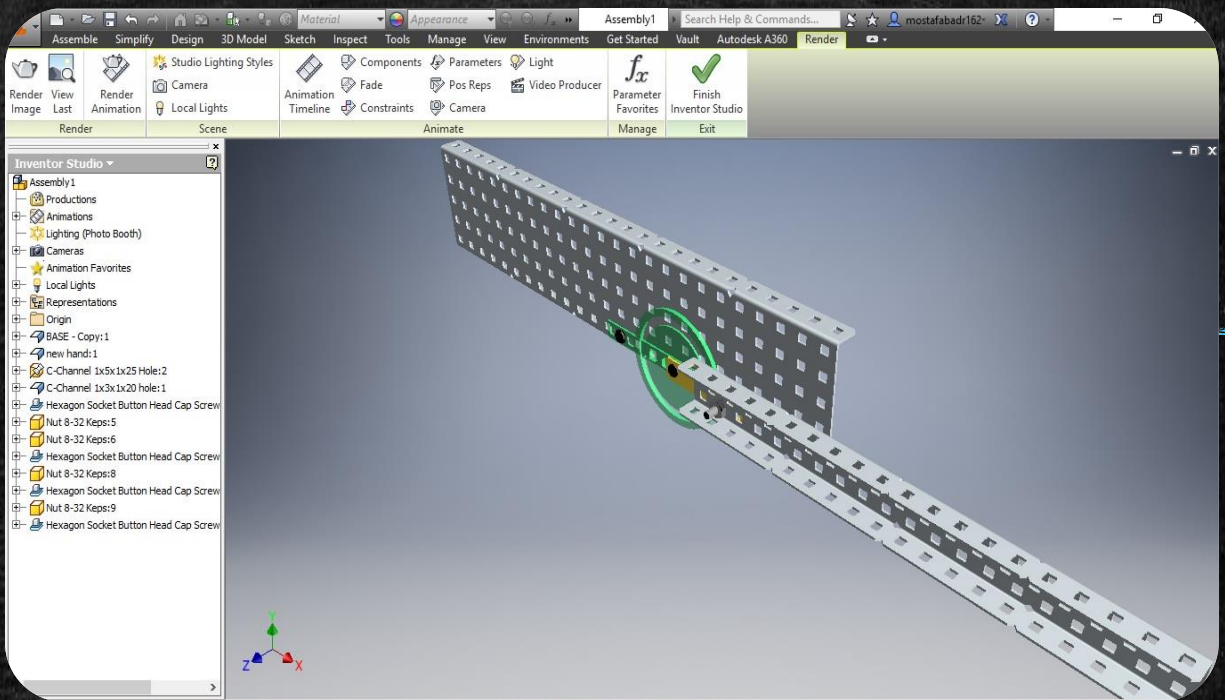 Material Appearance fx Assembly1 Search Help & Commands... mostafabadr162
Assemble Simplify Design 3D Model Sketch Inspect Tools Manage View Environments Get Started Vault Autodesk A360 Render
Render Image
View Last
Render Animation
Render
Studio Lighting Styles
Camera
Local Lights
Scene
Animation Timeline
Components
Fade
Constraints
Parameters
Pos Reps
Camera
Light
Video Producer
Animate
fx
Parameter Favorites
Manage
Finish Inventor Studio
Exit
Inventor Studio
Assembly1
Productions
Animations
Lighting (Photo Booth)
Cameras
Animation Favorites
Local Lights
Representations
Origin
BASE - Copy:1
new hand:1
C-Channel 1x5x1x25 Hole:2
C-Channel 1x3x1x20 hole:1
Hexagon Socket Button Head Cap Screw
Nut 8-32 Keps:5
Nut 8-32 Keps:6
Hexagon Socket Button Head Cap Screw
Nut 8-32 Keps:8
Hexagon Socket Button Head Cap Screw
Nut 8-32 Keps:9
Hexagon Socket Button Head Cap Screw
Y
Z X